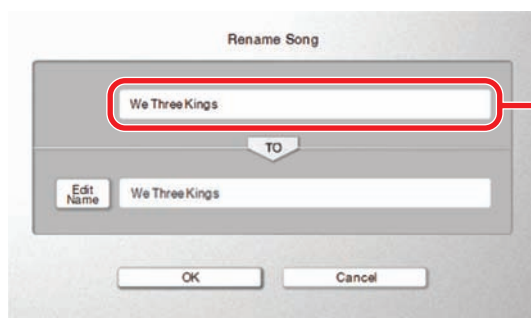 Rename Song
We Three Kings
TO
Edit
Name
We Three Kings
OK
Cancel